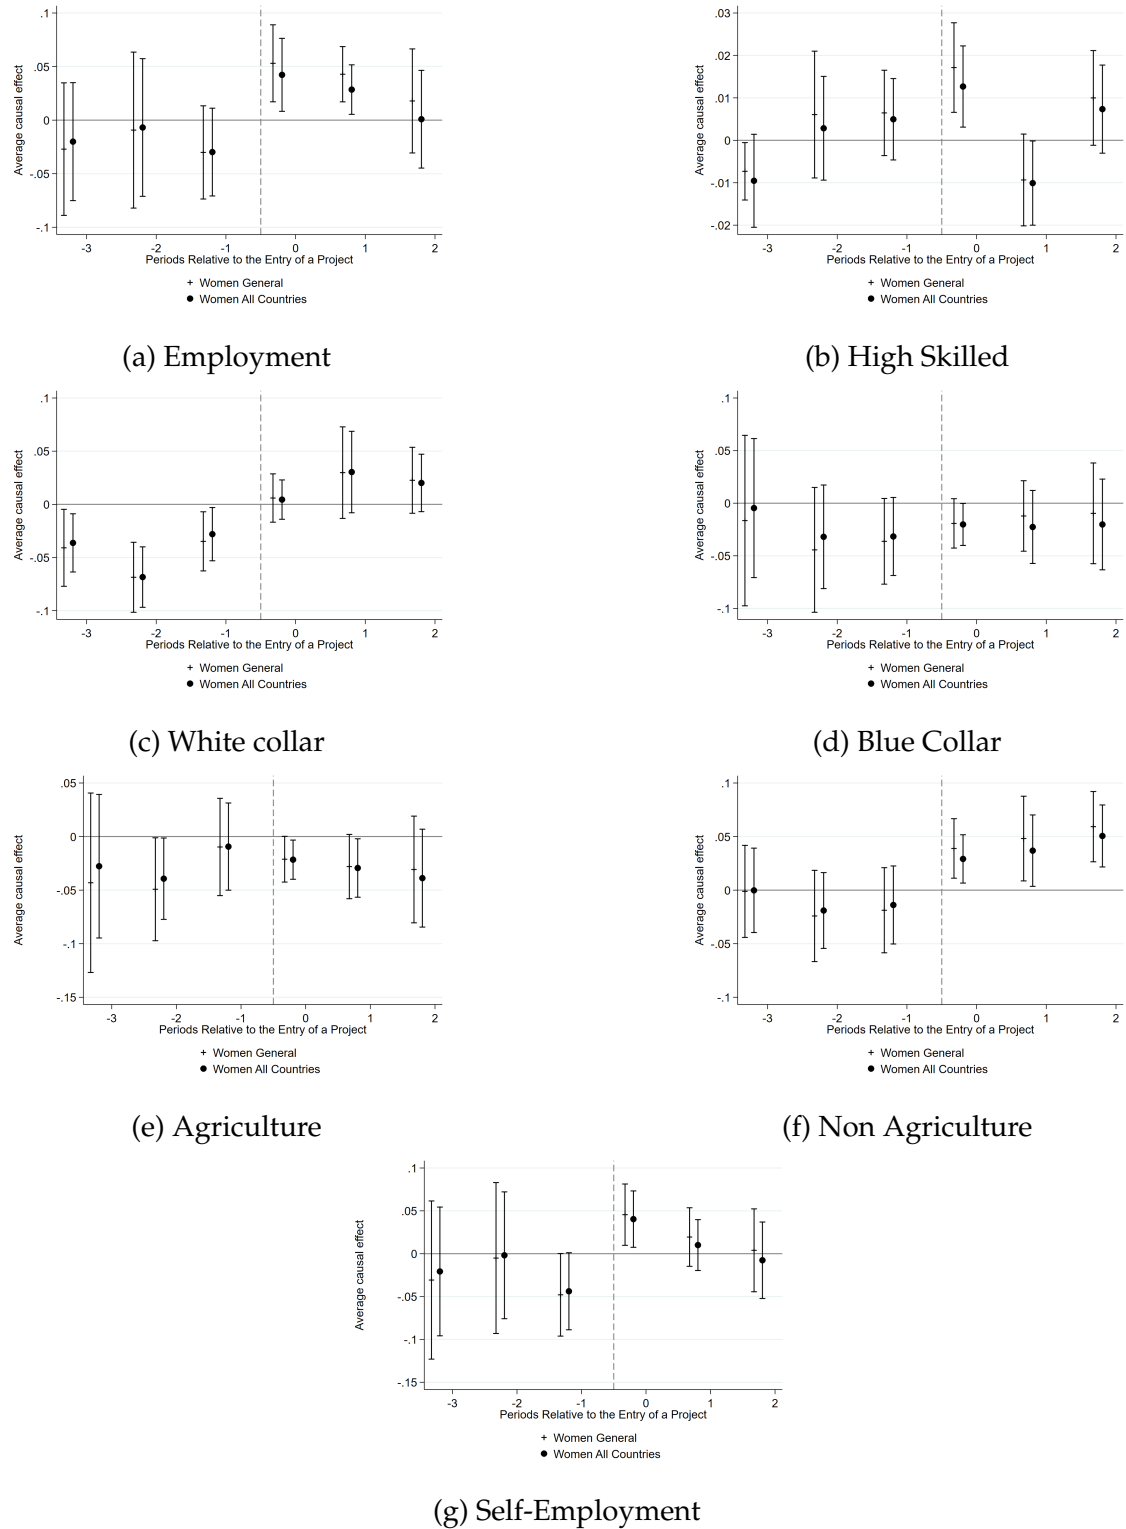 .1
.05
0
-.05
-.1
Average causal effect
-3 -2 -1 0 1 2
Periods Relative to the Entry of a Project
+ Women General
● Women All Countries
(a) Employment
.03
.02
.01
0
-.01
-.02
Average causal effect
-3 -2 -1 0 1 2
Periods Relative to the Entry of a Project
+ Women General
● Women All Countries
(b) High Skilled
.1
.05
0
-.05
-.1
Average causal effect
-3 -2 -1 0 1 2
Periods Relative to the Entry of a Project
+ Women General
● Women All Countries
(c) White collar
.1
.05
0
-.05
-.1
Average causal effect
-3 -2 -1 0 1 2
Periods Relative to the Entry of a Project
+ Women General
● Women All Countries
(d) Blue Collar
.05
0
-.05
-.1
-.15
Average causal effect
-3 -2 -1 0 1 2
Periods Relative to the Entry of a Project
+ Women General
● Women All Countries
(e) Agriculture
.1
.05
0
-.05
-.1
Average causal effect
-3 -2 -1 0 1 2
Periods Relative to the Entry of a Project
+ Women General
● Women All Countries
(f) Non Agriculture
.1
.05
0
-.05
-.1
-.15
Average causal effect
-3 -2 -1 0 1 2
Periods Relative to the Entry of a Project
+ Women General
● Women All Countries
(g) Self-Employment